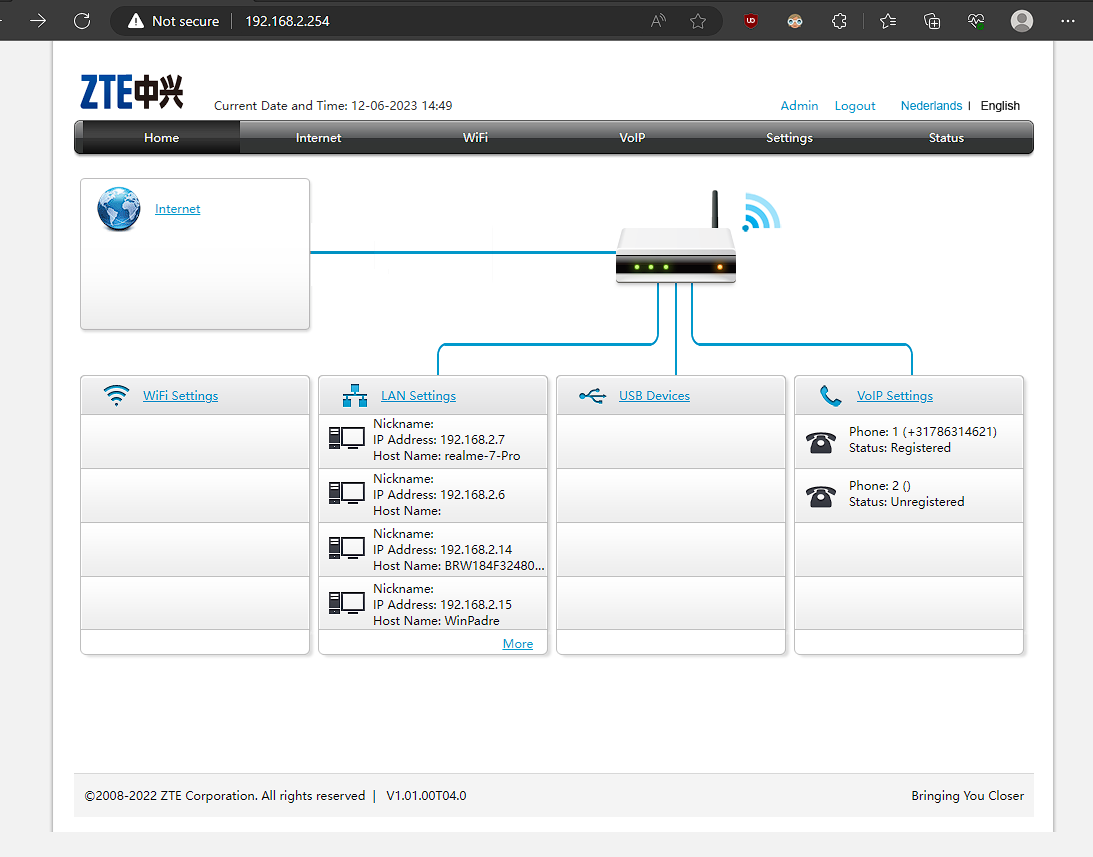 Not secure 192.168.2.254
ZTE中兴
Current Date and Time: 12-06-2023 14:49
Admin Logout Nederlands | English
Home Internet WiFi VoIP Settings Status
Internet
WiFi Settings
LAN Settings
Nickname:
IP Address: 192.168.2.7
Host Name: realme-7-Pro
Nickname:
IP Address: 192.168.2.6
Host Name:
Nickname:
IP Address: 192.168.2.14
Host Name: BRW184F32480...
Nickname:
IP Address: 192.168.2.15
Host Name: WinPadre
More
USB Devices
VoIP Settings
Phone: 1 (+31786314621)
Status: Registered
Phone: 2 ()
Status: Unregistered
©2008-2022 ZTE Corporation. All rights reserved | V1.01.00T04.0
Bringing You Closer